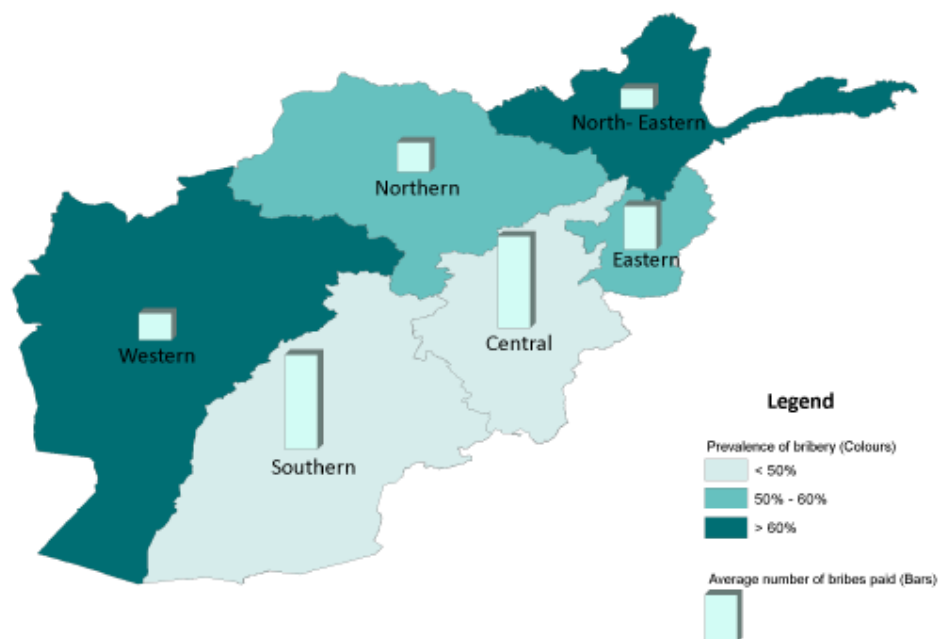 North- Eastern
Northern
Eastern
Central
Western
Southern
Legend
Prevalence of bribery (Colours)
< 50%
50% - 60%
> 60%
Average number of bribes paid (Bars)